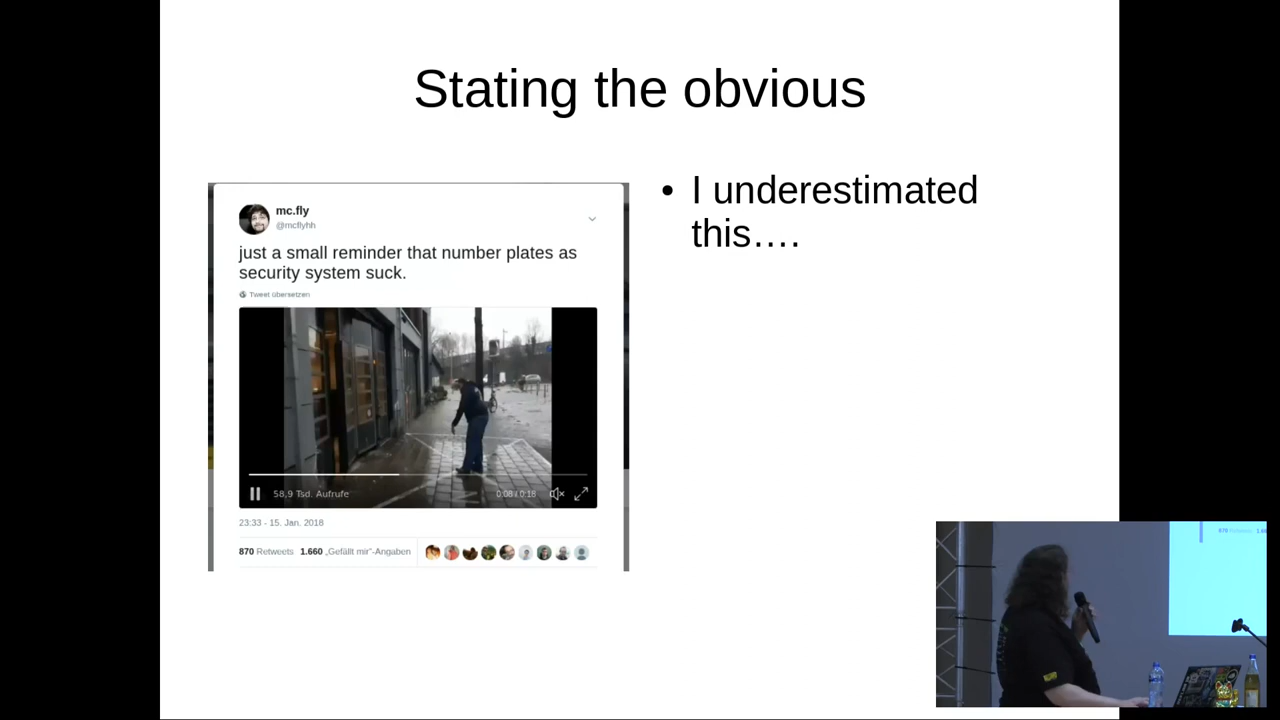 Stating the obvious
mc.fly
@mcflyhh
just a small reminder that number plates as
security system suck.
Tweet übersetzen
58,9 Tsd. Aufrufe
0:08 / 0:18
23:33 - 15. Jan. 2018
870 Retweets 1.660 „Gefällt mir"-Angaben
• I underestimated
this….